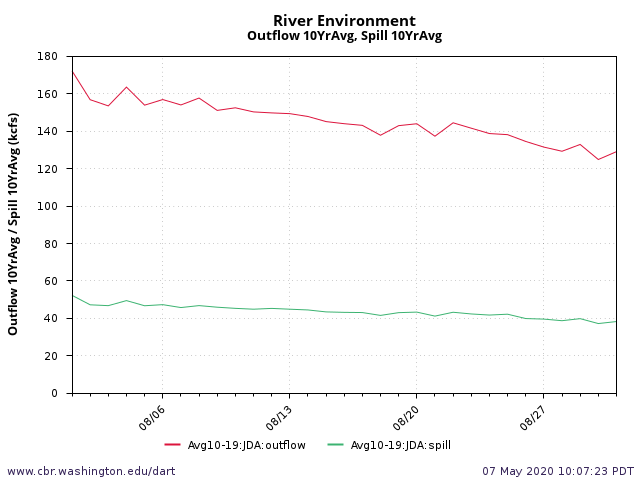 River Environment
Outflow 10YrAvg, Spill 10YrAvg
Outflow 10YrAvg / Spill 10YrAvg (kcfs)
180
160
140
120
100
80
60
40
20
0
08/06 08/13 08/20 08/27
Avg10-19:JDA:outflow Avg10-19:JDA:spill
www.cbr.washington.edu/dart 07 May 2020 10:07:23 PDT